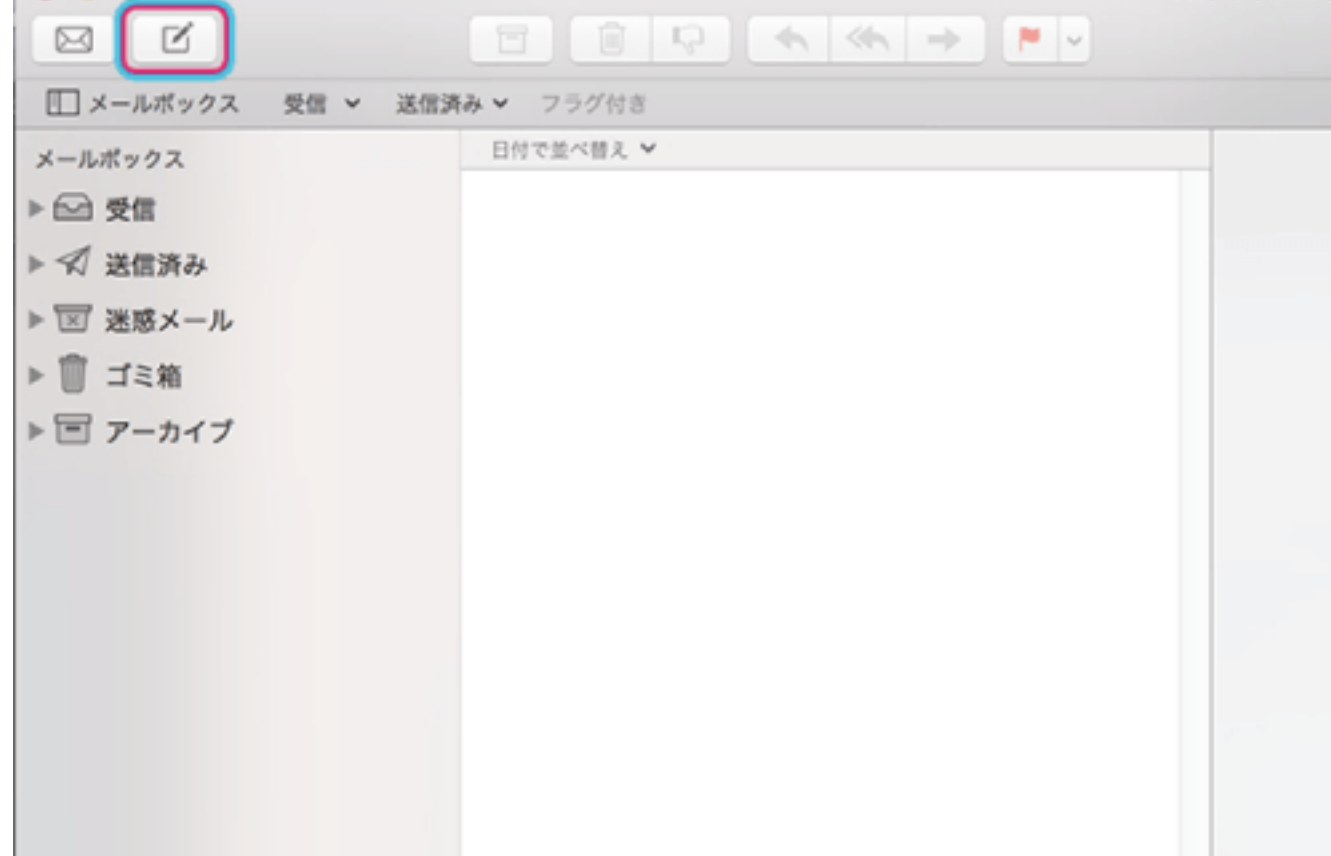 メールボックス 受信 送信済み フラグ付き
メールボックス
日付で並べ替え
受信
送信済み
迷惑メール
ゴミ箱
アーカイブ